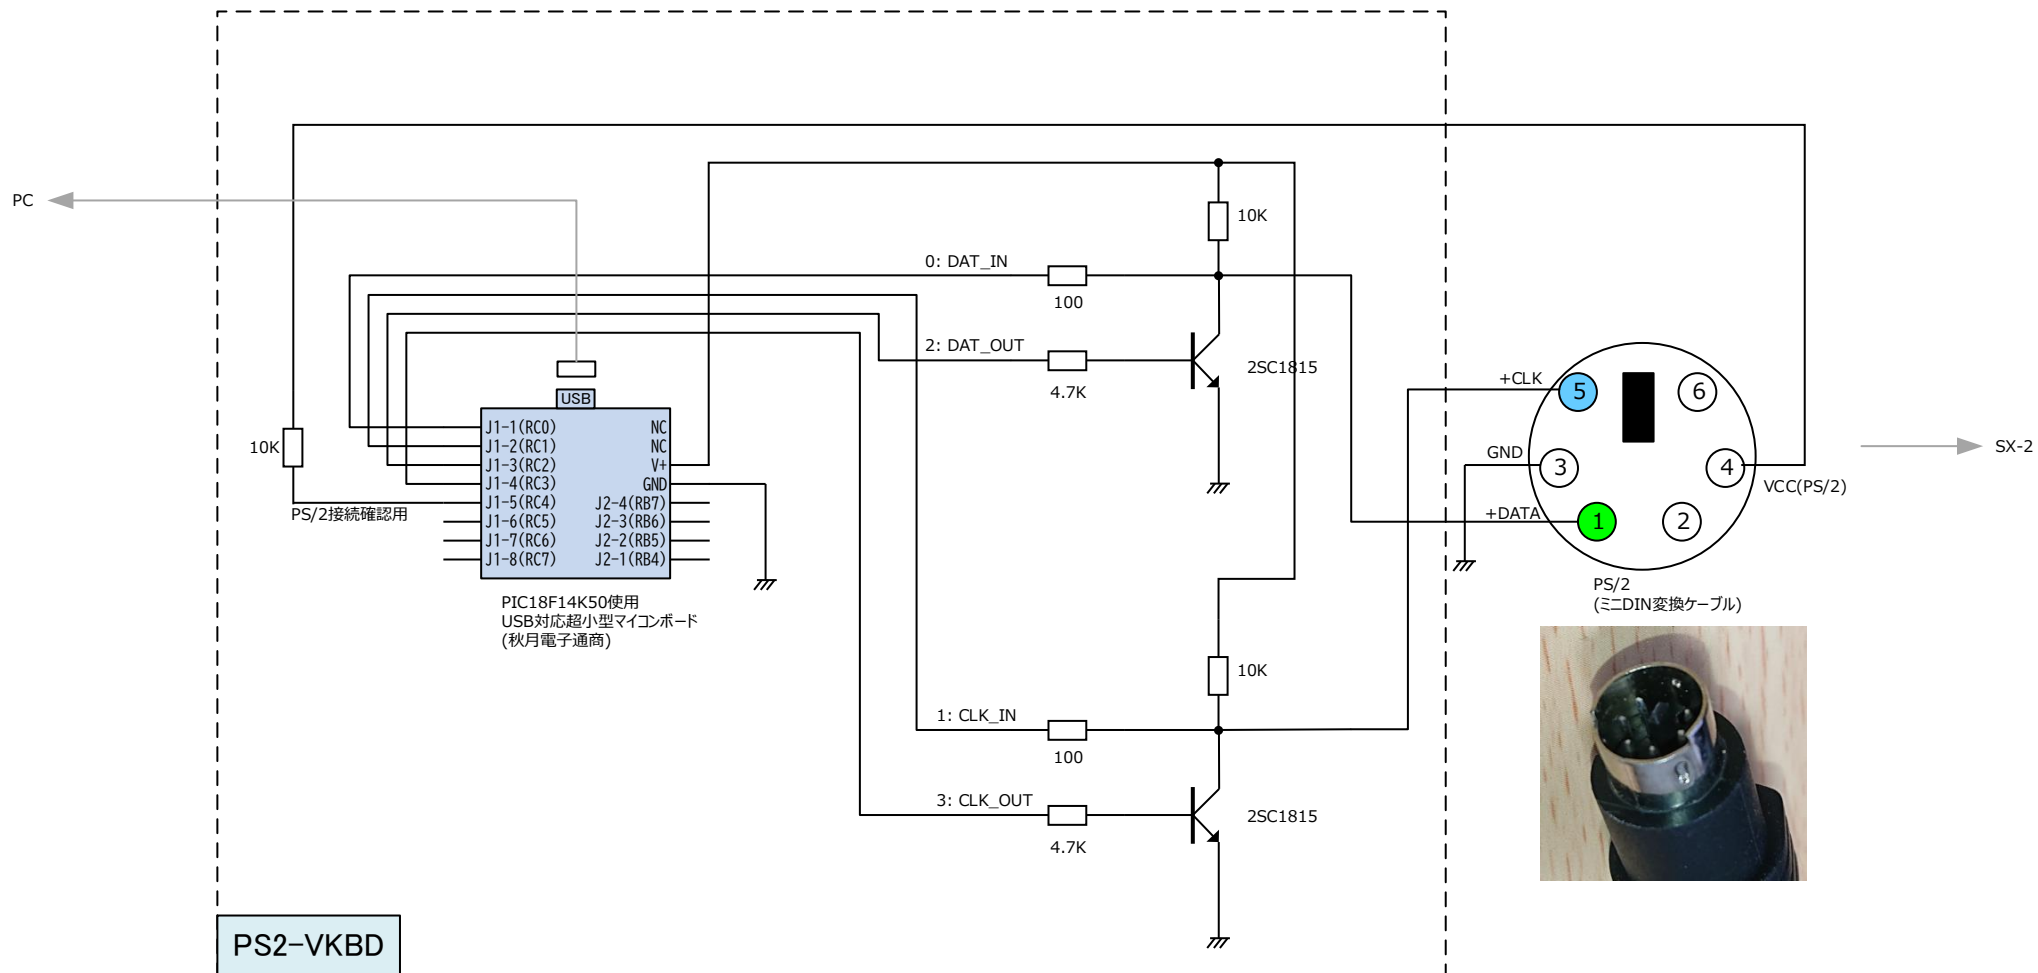 PC
10K
0: DAT_IN
100
2: DAT_OUT
4.7K
2SC1815
USB
J1-1(RC0)
J1-2(RC1)
J1-3(RC2)
J1-4(RC3)
J1-5(RC4)
J1-6(RC5)
J1-7(RC6)
J1-8(RC7)
NC
NC
V+
GND
J2-4(RB7)
J2-3(RB6)
J2-2(RB5)
J2-1(RB4)
10K
PS/2接続確認用
PIC18F14K50使用
USB対応超小型マイコンボード
(秋月電子通商)
10K
1: CLK_IN
100
3: CLK_OUT
4.7K
2SC1815
+CLK
5
6
GND
3
4
VCC(PS/2)
+DATA
1
2
SX-2
PS/2
(ミニDIN変換ケーブル)
PS2-VKBD